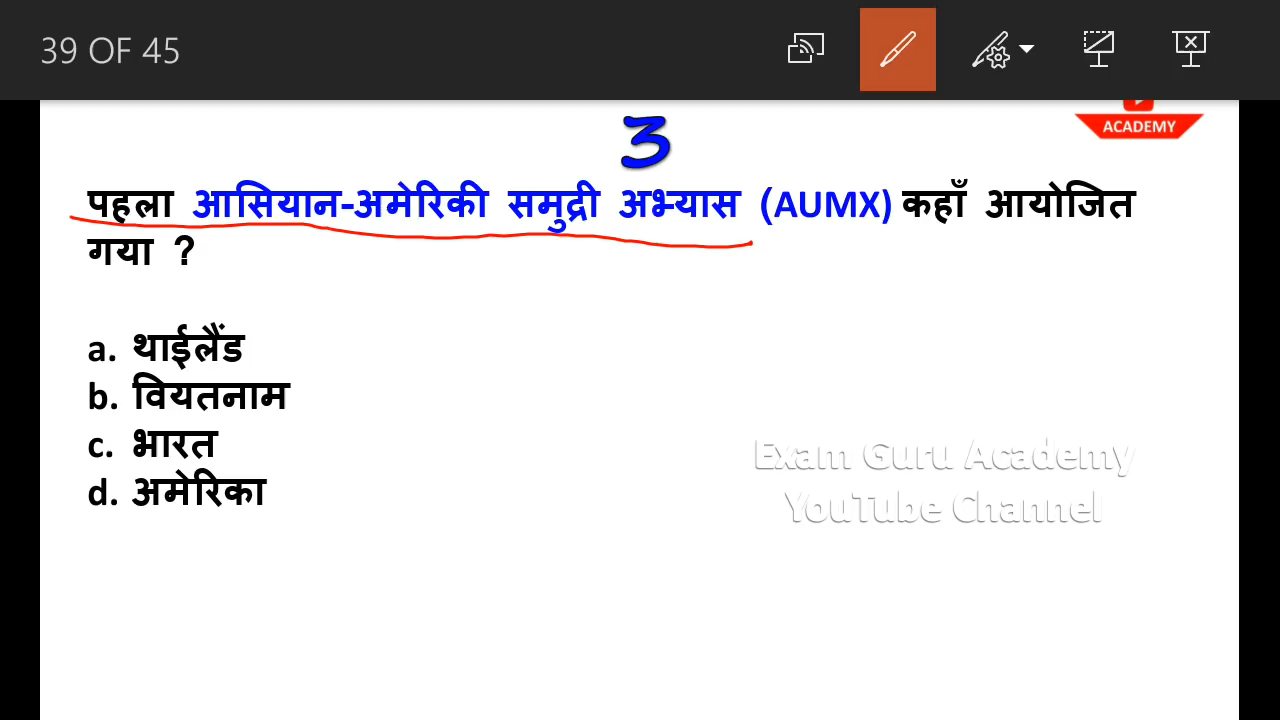 39 OF 45
ACADEMY
3
पहला आसियान-अमेरिकी समुद्री अभ्यास (AUMX) कहाँ आयोजित
गया ?
a. थाईलैंड
b. वियतनाम
c. भारत
d. अमेरिका
Exam Guru Academy
YouTube Channel